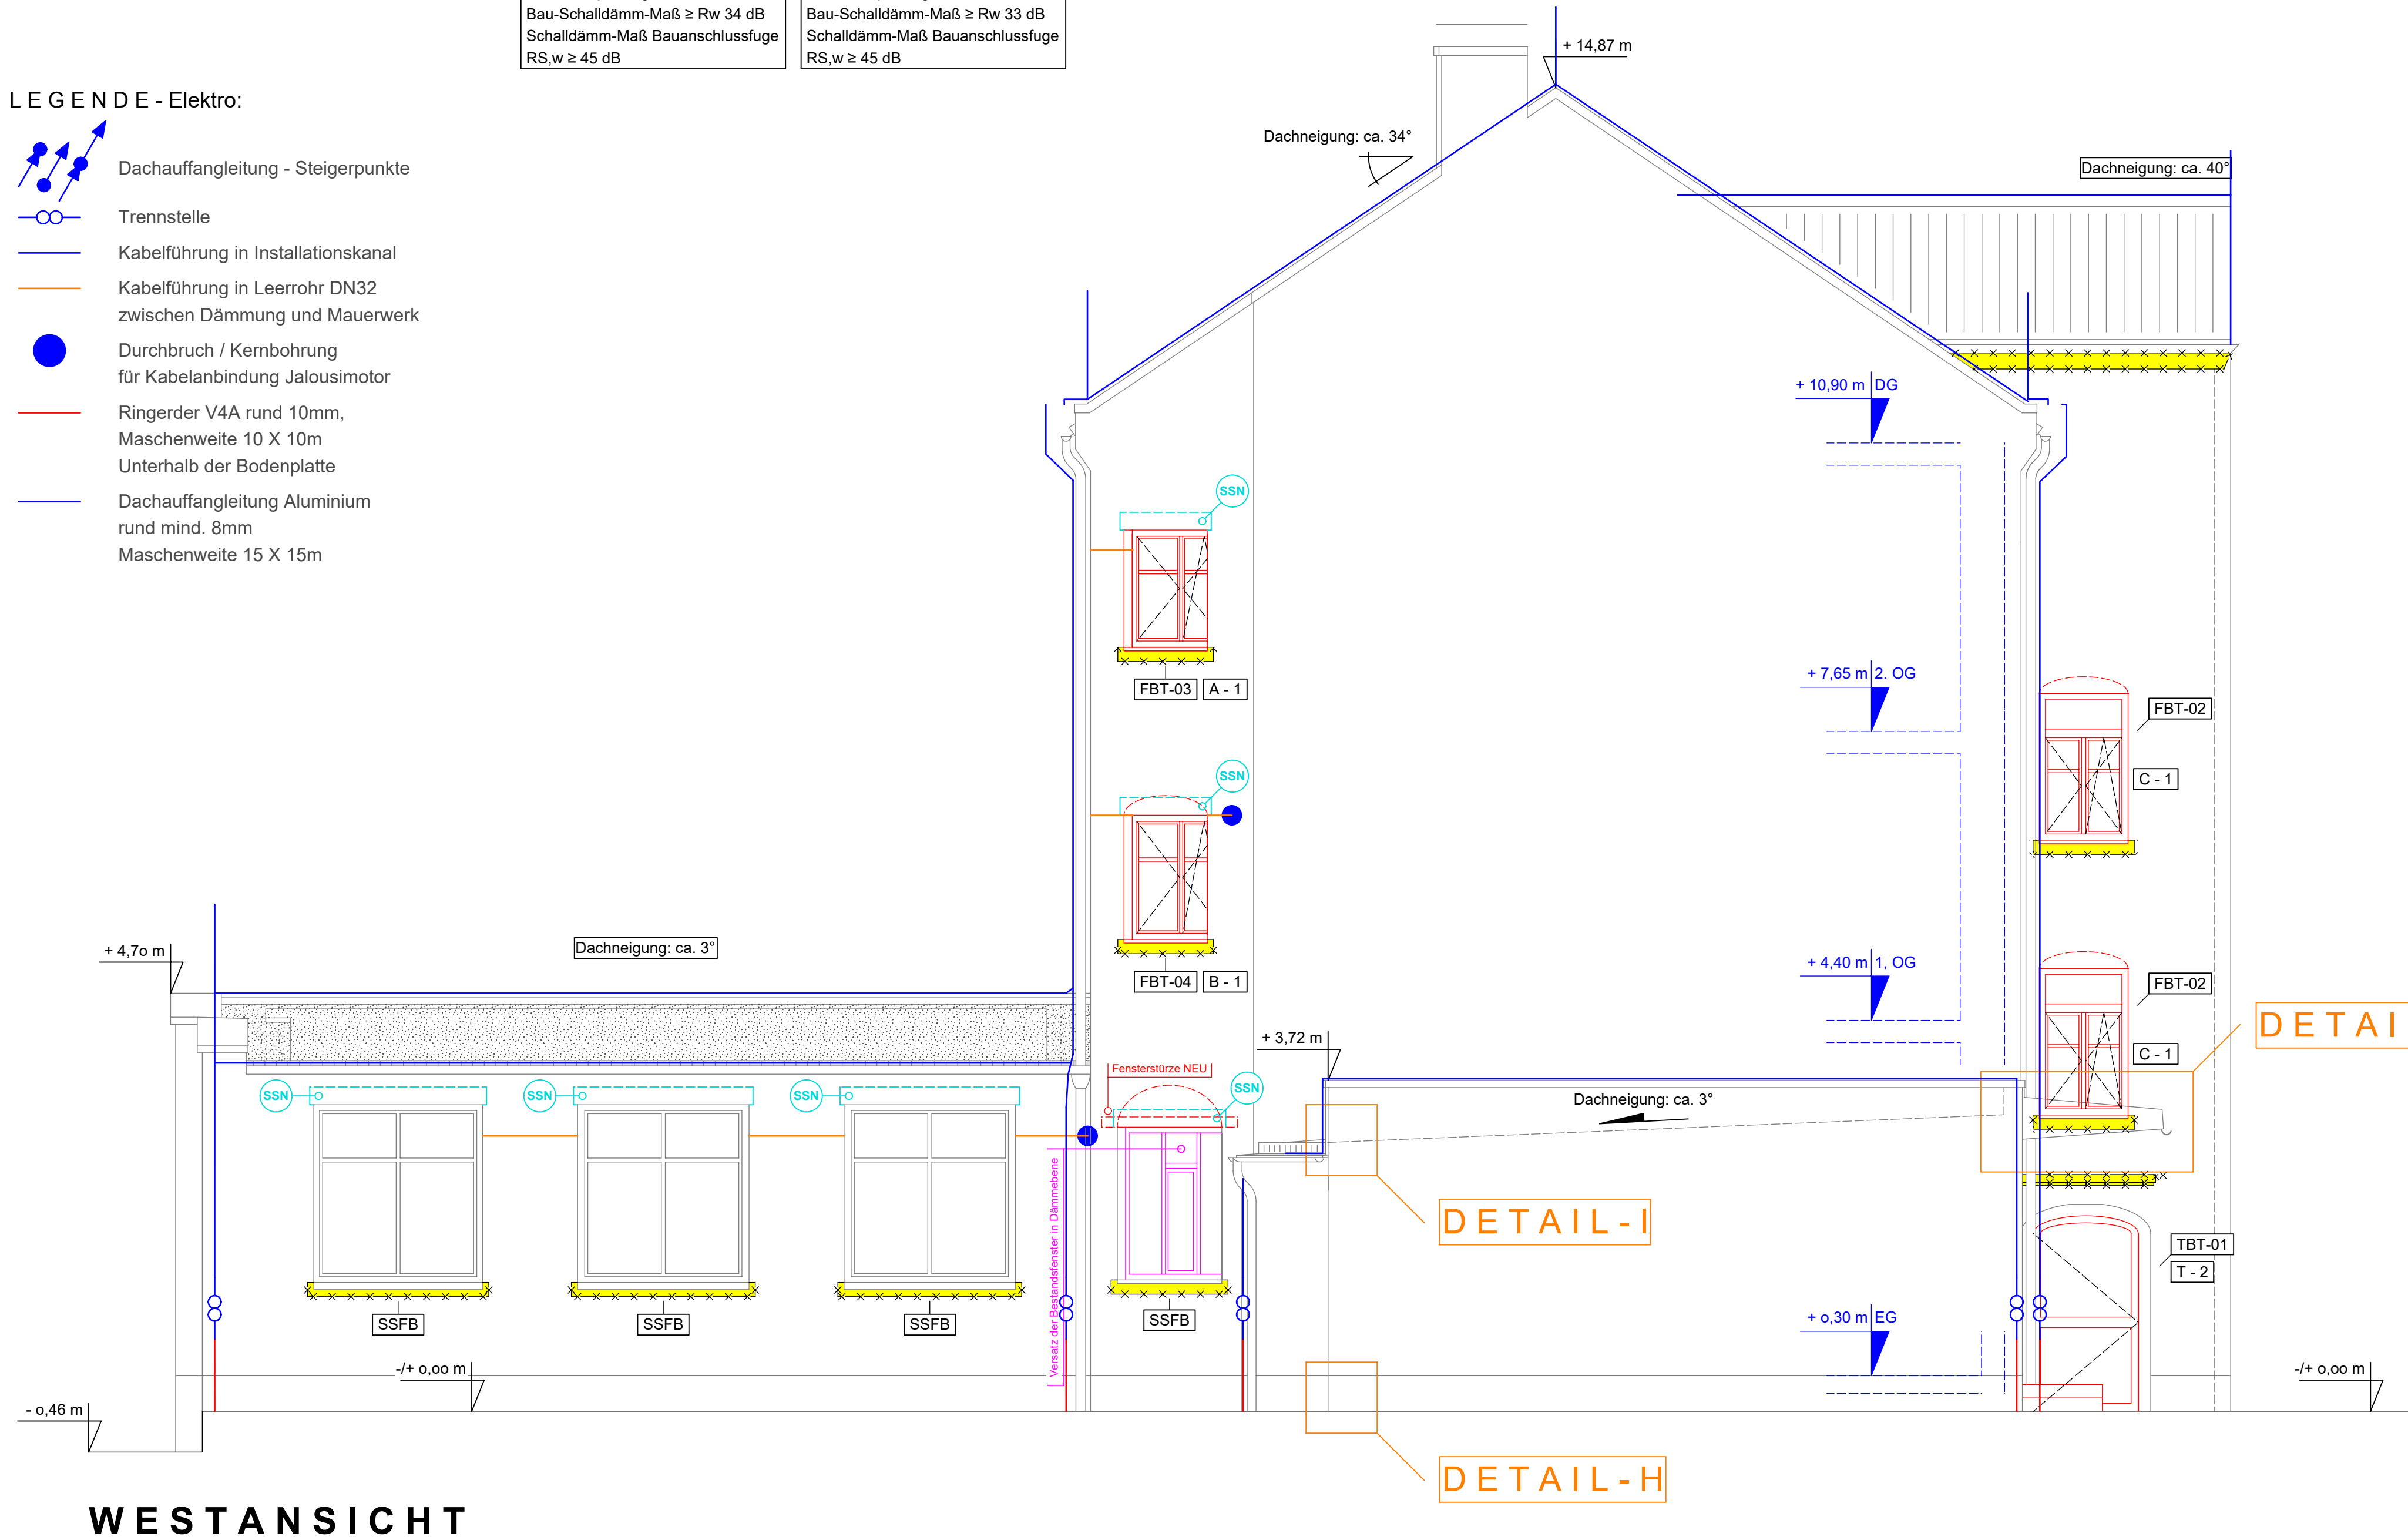 Bau-Schalldämm-Maß ≥ Rw 34 dB
Schalldämm-Maß Bauanschlussfuge
RS,w ≥ 45 dB
Bau-Schalldämm-Maß ≥ Rw 33 dB
Schalldämm-Maß Bauanschlussfuge
RS,w ≥ 45 dB
L E G E N D E - Elektro:
Dachauffangleitung - Steigerpunkte
Trennstelle
Kabelführung in Installationskanal
Kabelführung in Leerrohr DN32
zwischen Dämmung und Mauerwerk
Durchbruch / Kernbohrung
für Kabelanbindung Jalousimotor
Ringerder V4A rund 10mm,
Maschenweite 10 X 10m
Unterhalb der Bodenplatte
Dachauffangleitung Aluminium
rund mind. 8mm
Maschenweite 15 X 15m
+ 14,87 m
Dachneigung: ca. 34°
Dachneigung: ca. 40°
+ 10,90 m DG
SSN
FBT-03 A - 1
+ 7,65 m 2. OG
FBT-02
C - 1
SSN
FBT-04 B - 1
+ 4,40 m 1, OG
FBT-02
C - 1
D E T A I
+ 4,7o m
Dachneigung: ca. 3°
+ 3,72 m
Fensterstürze NEU
SSN
SSN
SSN
SSN
Dachneigung: ca. 3°
Versatz der Bestandsfenster in Dämmebene
D E T A I L - I
TBT-01
T - 2
SSFB
SSFB
SSFB
SSFB
+ o,30 m EG
-/+ o,oo m
-/+ o,oo m
- o,46 m
D E T A I L - H
W E S T A N S I C H T